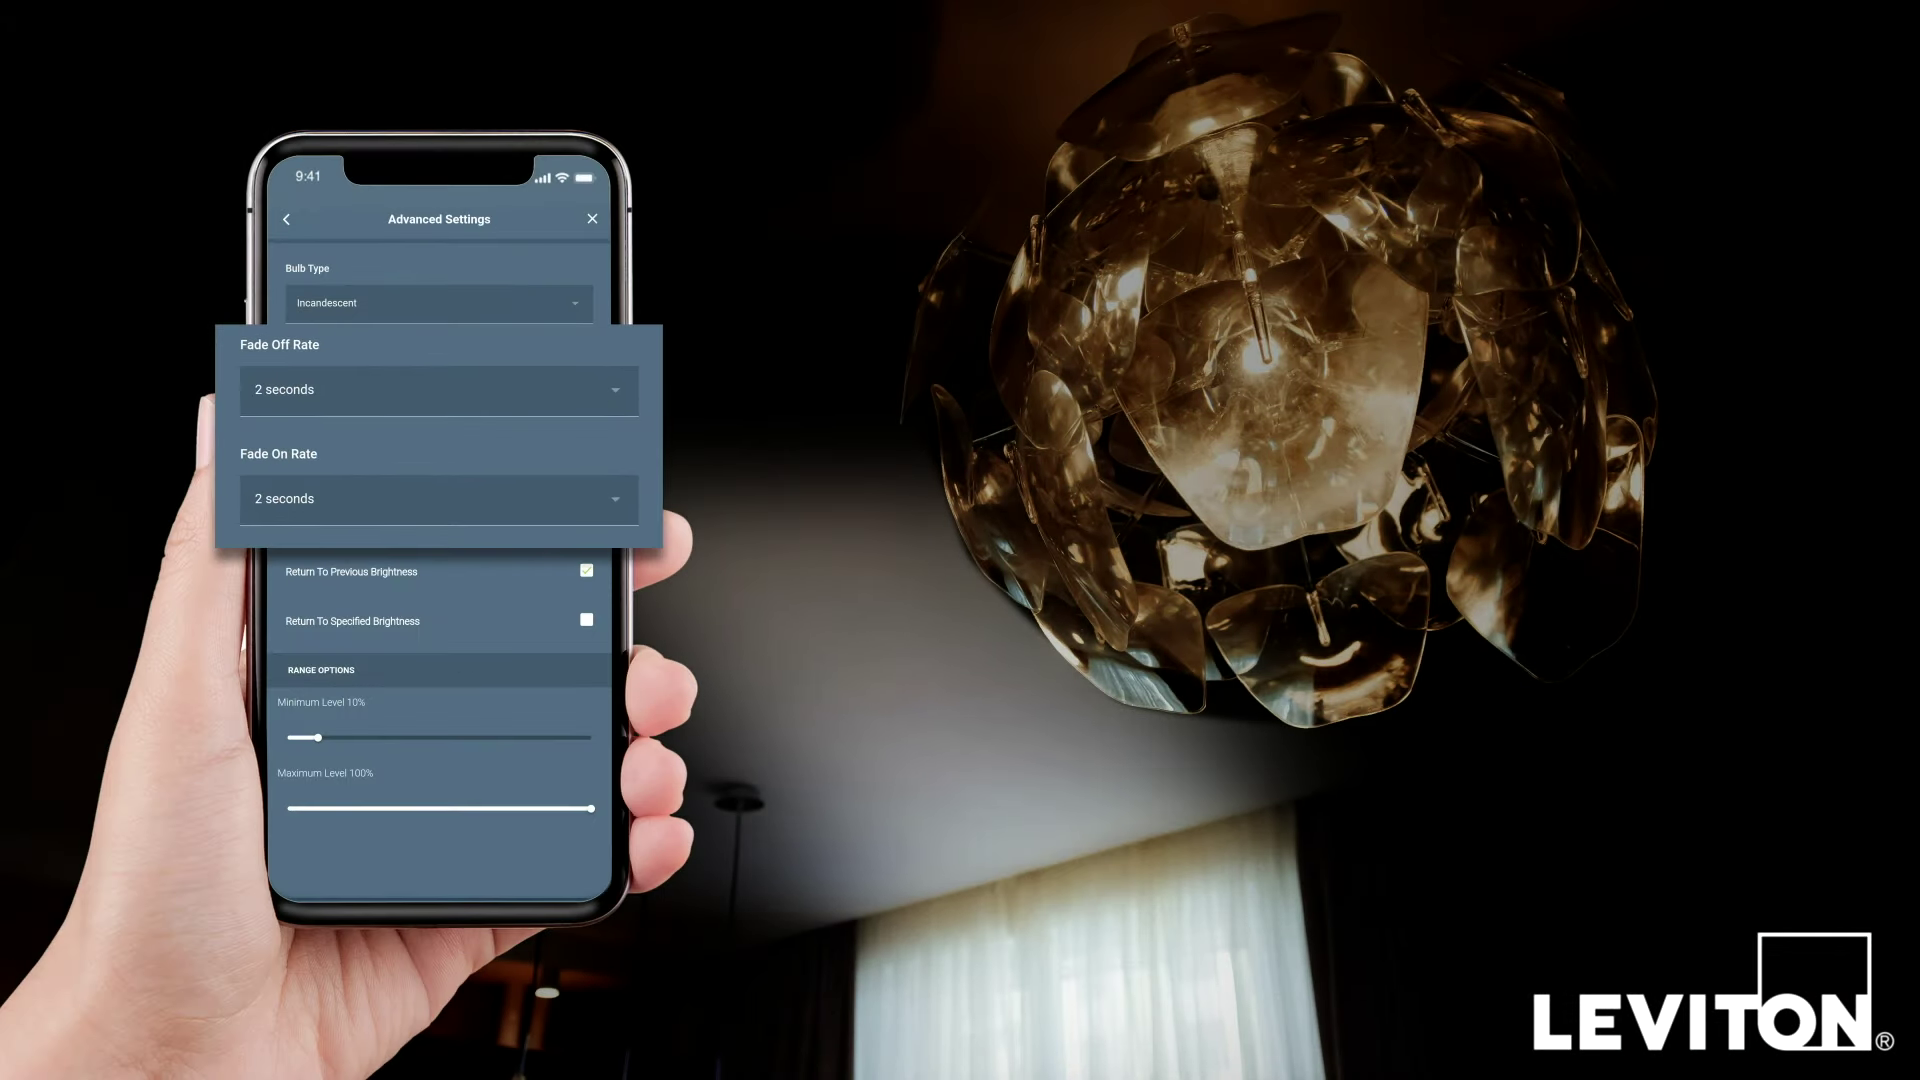 9:41
Advanced Settings
Bulb Type
Incandescent
Fade Off Rate
2 seconds
Fade On Rate
2 seconds
Return To Previous Brightness
Return To Specified Brightness
RANGE OPTIONS
Minimum Level 10%
Maximum Level 100%
LEVITON®